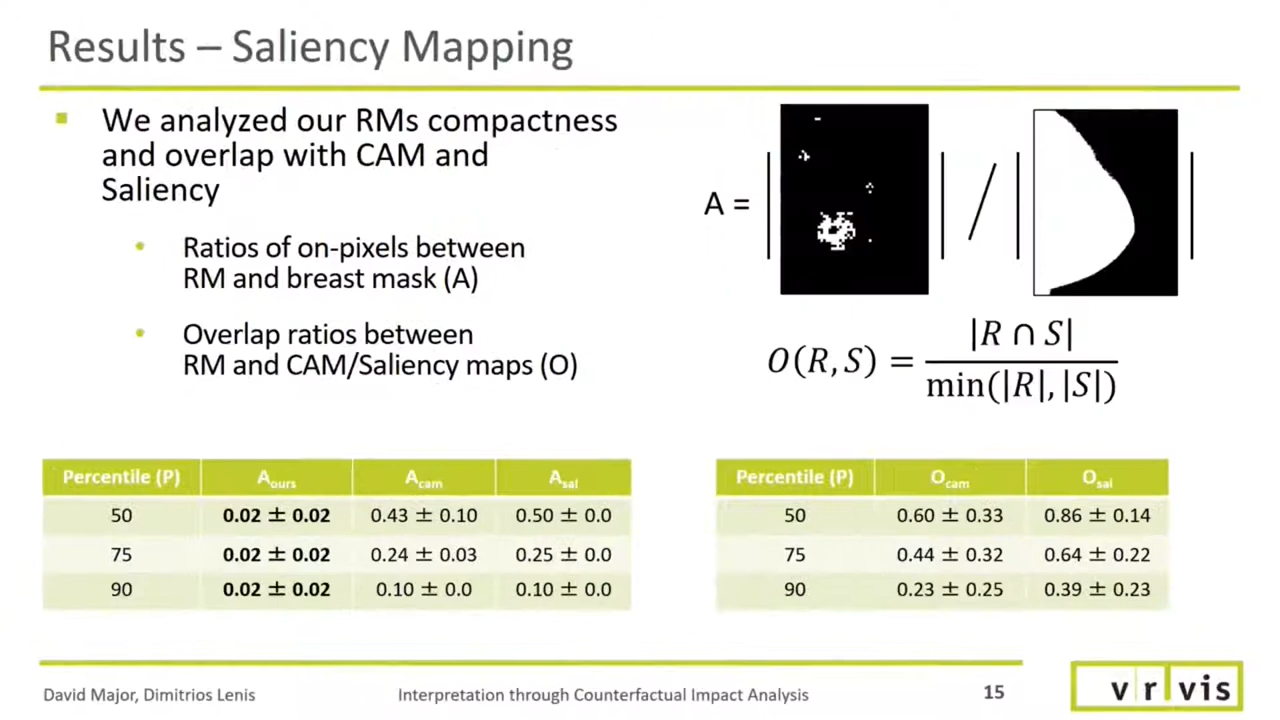 Results – Saliency Mapping
We analyzed our RMs compactness
and overlap with CAM and
Saliency
Ratios of on-pixels between
RM and breast mask (A)
Overlap ratios between
RM and CAM/Saliency maps (O)
A = | | / | |
O(R, S) = |R ∩ S| / min(|R|, |S|)
Percentile (P) A_ours A_cam A_sal
50 0.02 ± 0.02 0.43 ± 0.10 0.50 ± 0.0
75 0.02 ± 0.02 0.24 ± 0.03 0.25 ± 0.0
90 0.02 ± 0.02 0.10 ± 0.0 0.10 ± 0.0
Percentile (P) O_cam O_sal
50 0.60 ± 0.33 0.86 ± 0.14
75 0.44 ± 0.32 0.64 ± 0.22
90 0.23 ± 0.25 0.39 ± 0.23
David Major, Dimitrios Lenis
Interpretation through Counterfactual Impact Analysis
15
vrvis